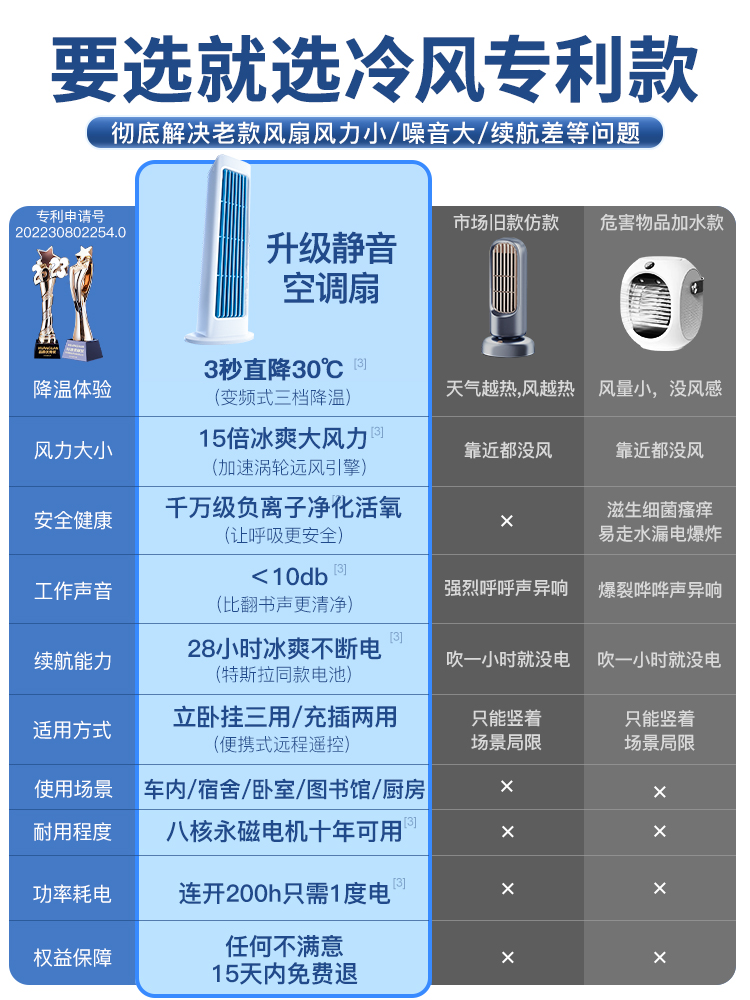 要选就选冷风专利款
彻底解决老款风扇风力小/噪音大/续航差等问题
专利申请号
202230802254.0
升级静音
空调扇
市场旧款仿款
危害物品加水款
降温体验
3秒直降30℃ [3]
(变频式三档降温)
天气越热,风越热
风量小，没风感
风力大小
15倍冰爽大风力 [3]
(加速涡轮远风引擎)
靠近都没风
靠近都没风
安全健康
千万级负离子净化活氧
(让呼吸更安全)
×
滋生细菌瘙痒
易走水漏电爆炸
工作声音
<10db [3]
(比翻书声更清净)
强烈呼呼声异响
爆裂哗哗声异响
续航能力
28小时冰爽不断电 [3]
(特斯拉同款电池)
吹一小时就没电
吹一小时就没电
适用方式
立卧挂三用/充插两用
(便携式远程遥控)
只能竖着
场景局限
只能竖着
场景局限
使用场景
车内/宿舍/卧室/图书馆/厨房
×
×
耐用程度
八核永磁电机十年可用 [3]
×
×
功率耗电
连开200h只需1度电 [3]
×
×
权益保障
任何不满意
15天内免费退
×
×